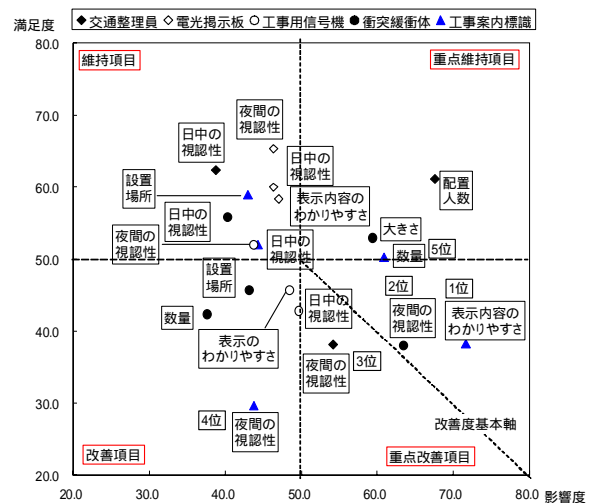 満足度
◆交通整理員 ◇電光掲示板 ○工事用信号機 ●衝突緩衝体 ▲工事案内標識
80.0
維持項目
重点維持項目
70.0
夜間の
視認性
日中の
視認性
日中の
視認性
60.0
設置
場所
表示内容の
わかりやすさ
配置
人数
日中の
視認性
大きさ
夜間の
視認性
日中の
視認性
数量
5位
50.0
設置
場所
2位
1位
40.0
数量
表示の
わかりやすさ
日中の
視認性
夜間の
視認性
表示内容の
わかりやすさ
夜間の
視認性
3位
30.0
4位
夜間の
視認性
改善度基本軸
改善項目
重点改善項目
20.0
20.0 30.0 40.0 50.0 60.0 70.0 80.0
影響度